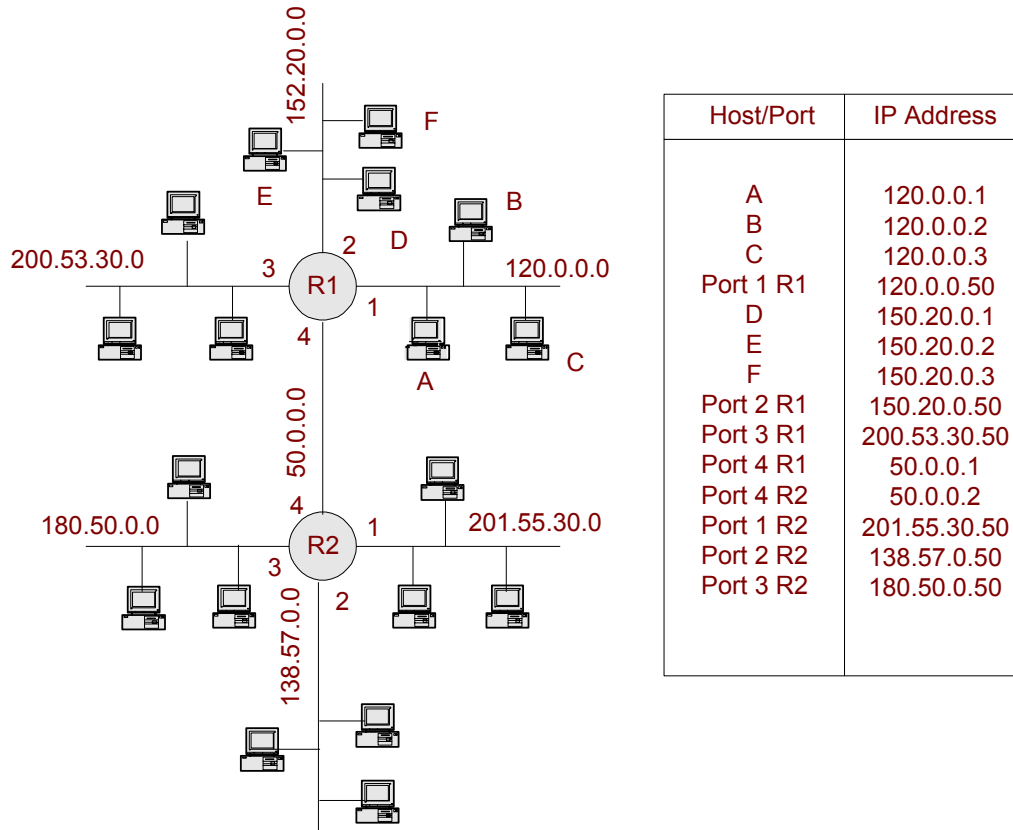 152.20.0.0
F
E
B
D
2
200.53.30.0
3
R1
120.0.0.0
1
4
C
A
50.0.0.0
4
180.50.0.0
1
201.55.30.0
R2
3
2
138.57.0.0
Host/Port IP Address
A 120.0.0.1
B 120.0.0.2
C 120.0.0.3
Port 1 R1 120.0.0.50
D 150.20.0.1
E 150.20.0.2
F 150.20.0.3
Port 2 R1 150.20.0.50
Port 3 R1 200.53.30.50
Port 4 R1 50.0.0.1
Port 4 R2 50.0.0.2
Port 1 R2 201.55.30.50
Port 2 R2 138.57.0.50
Port 3 R2 180.50.0.50